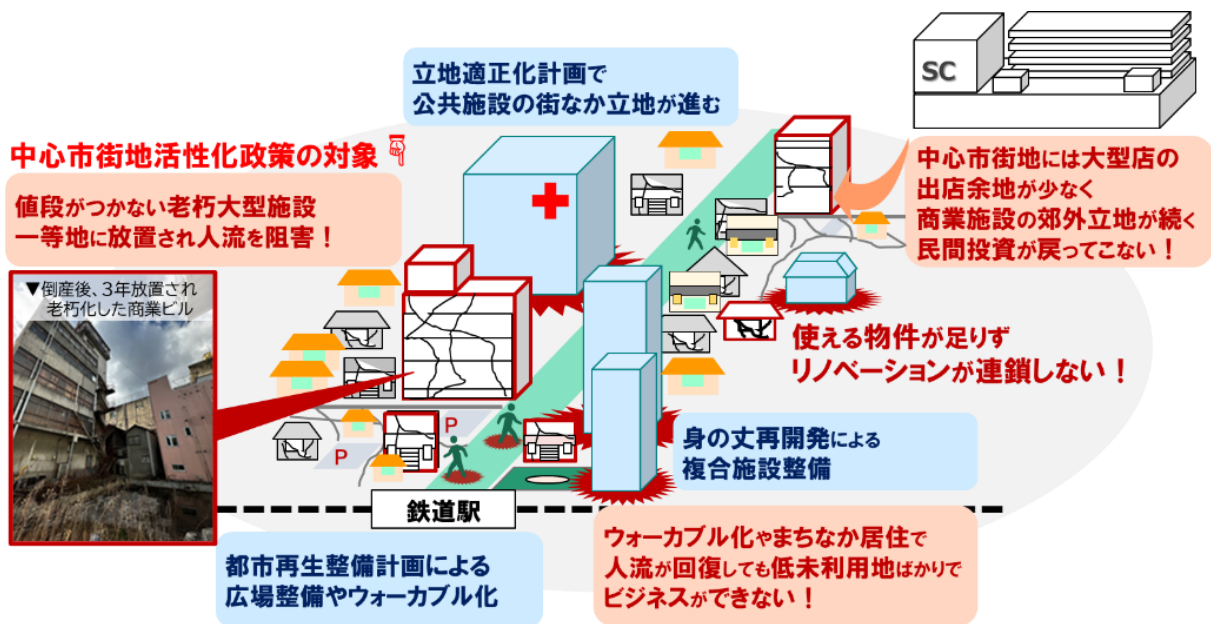 立地適正化計画で
公共施設の街なか立地が進む
SC
中心市街地活性化政策の対象
値段がつかない老朽大型施設
一等地に放置され人流を阻害！
中心市街地には大型店の
出店余地が少なく
商業施設の郊外立地が続く
民間投資が戻ってこない！
▼倒産後、3年放置され
老朽化した商業ビル
使える物件が足りず
リノベーションが連鎖しない！
P
P
身の丈再開発による
複合施設整備
鉄道駅
都市再生整備計画による
広場整備やウォーカブル化
ウォーカブル化やまちなか居住で
人流が回復しても低未利用地ばかりで
ビジネスができない！